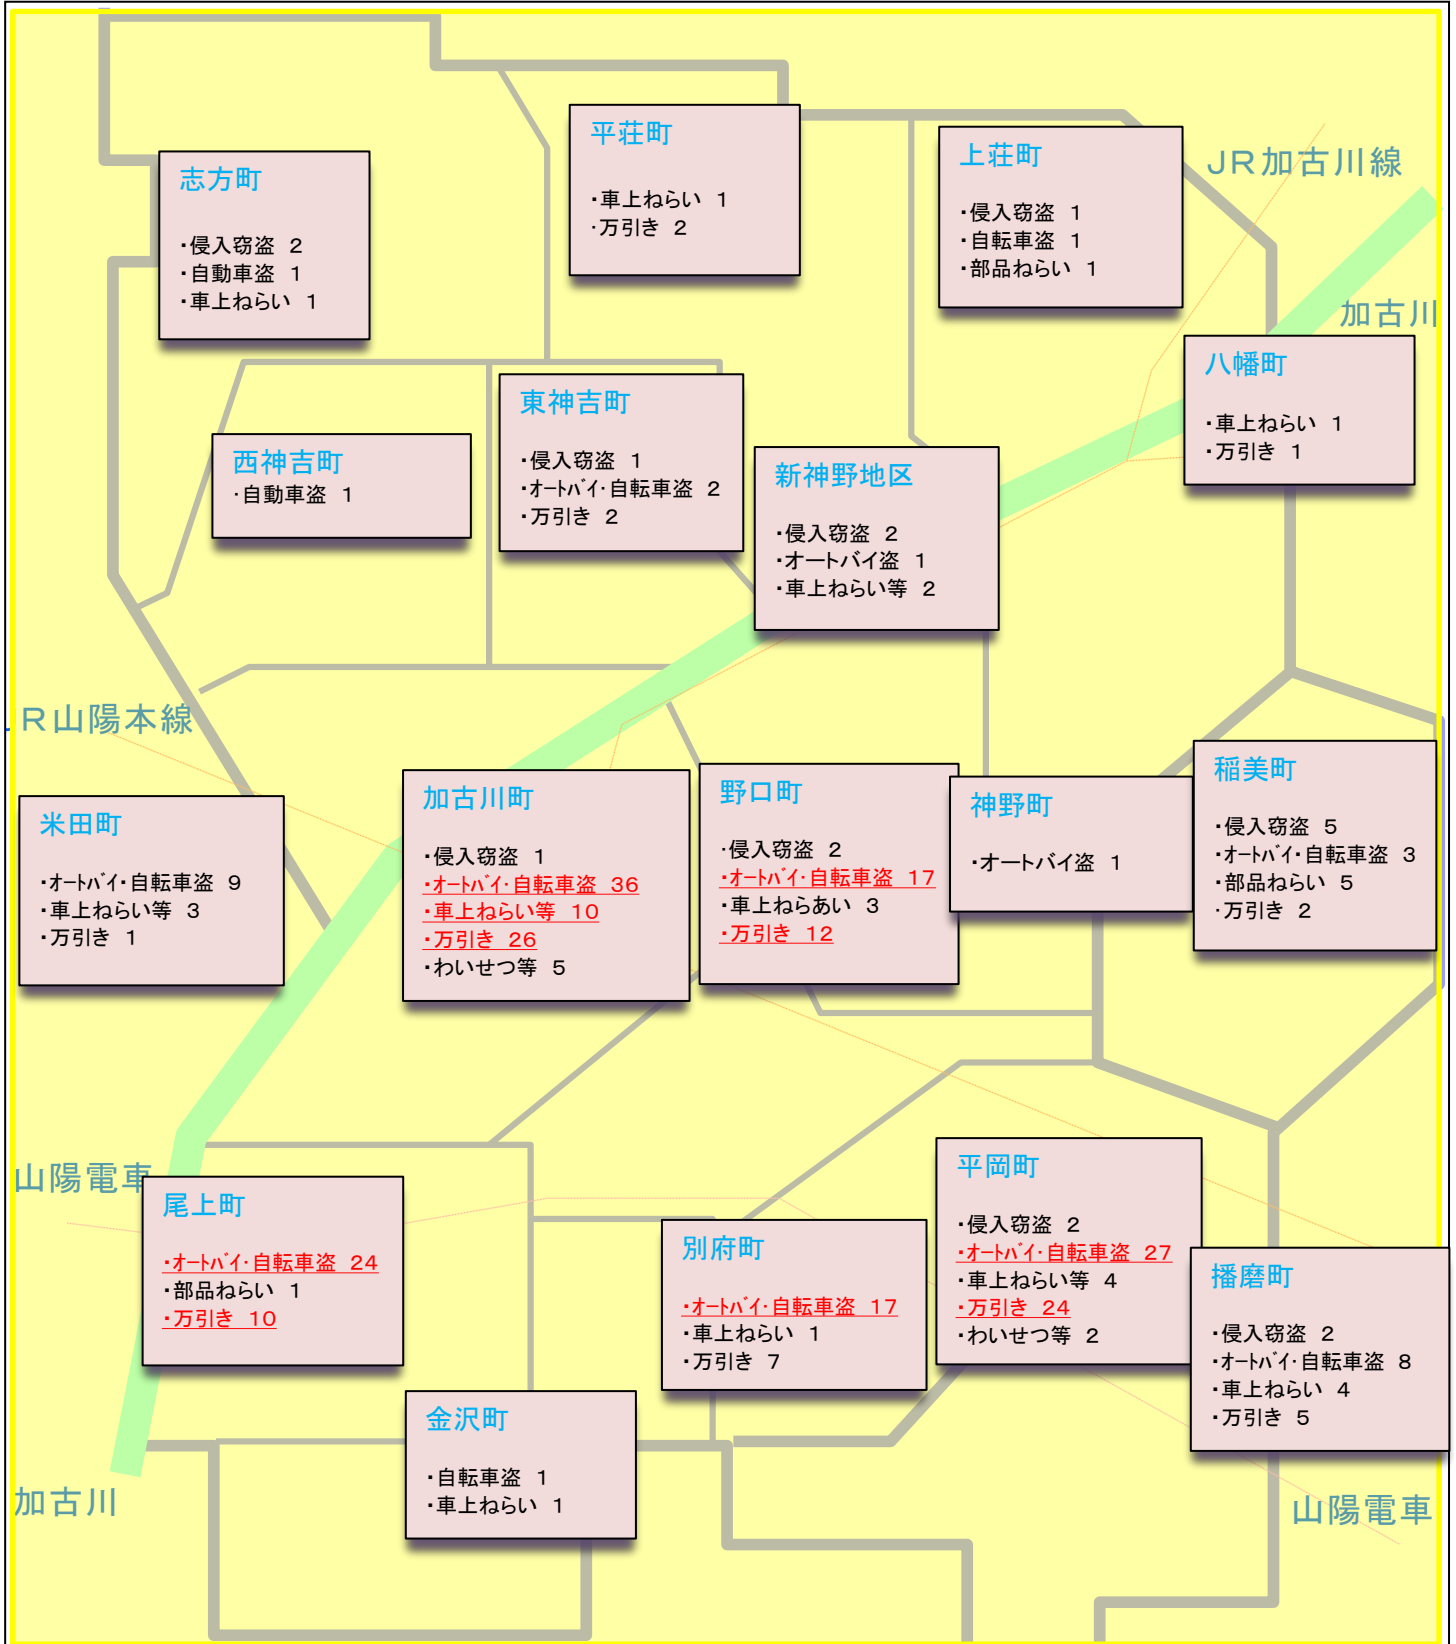 平荘町
・車上ねらい 1
・万引き 2
上荘町
・侵入窃盗 1
・自転車盗 1
・部品ねらい 1
JR加古川線
志方町
・侵入窃盗 2
・自動車盗 1
・車上ねらい 1
加古川
八幡町
・車上ねらい 1
・万引き 1
東神吉町
・侵入窃盗 1
・オートバイ・自転車盗 2
・万引き 2
西神吉町
・自動車盗 1
新神野地区
・侵入窃盗 2
・オートバイ盗 1
・車上ねらい等 2
JR山陽本線
米田町
・オートバイ・自転車盗 9
・車上ねらい等 3
・万引き 1
加古川町
・侵入窃盗 1
・オートバイ・自転車盗 36
・車上ねらい等 10
・万引き 26
・わいせつ等 5
野口町
・侵入窃盗 2
・オートバイ・自転車盗 17
・車上ねらあい 3
・万引き 12
神野町
・オートバイ盗 1
稲美町
・侵入窃盗 5
・オートバイ・自転車盗 3
・部品ねらい 5
・万引き 2
山陽電車
尾上町
・オートバイ・自転車盗 24
・部品ねらい 1
・万引き 10
別府町
・オートバイ・自転車盗 17
・車上ねらい 1
・万引き 7
平岡町
・侵入窃盗 2
・オートバイ・自転車盗 27
・車上ねらい等 4
・万引き 24
・わいせつ等 2
播磨町
・侵入窃盗 2
・オートバイ・自転車盗 8
・車上ねらい 4
・万引き 5
金沢町
・自転車盗 1
・車上ねらい 1
加古川
山陽電車